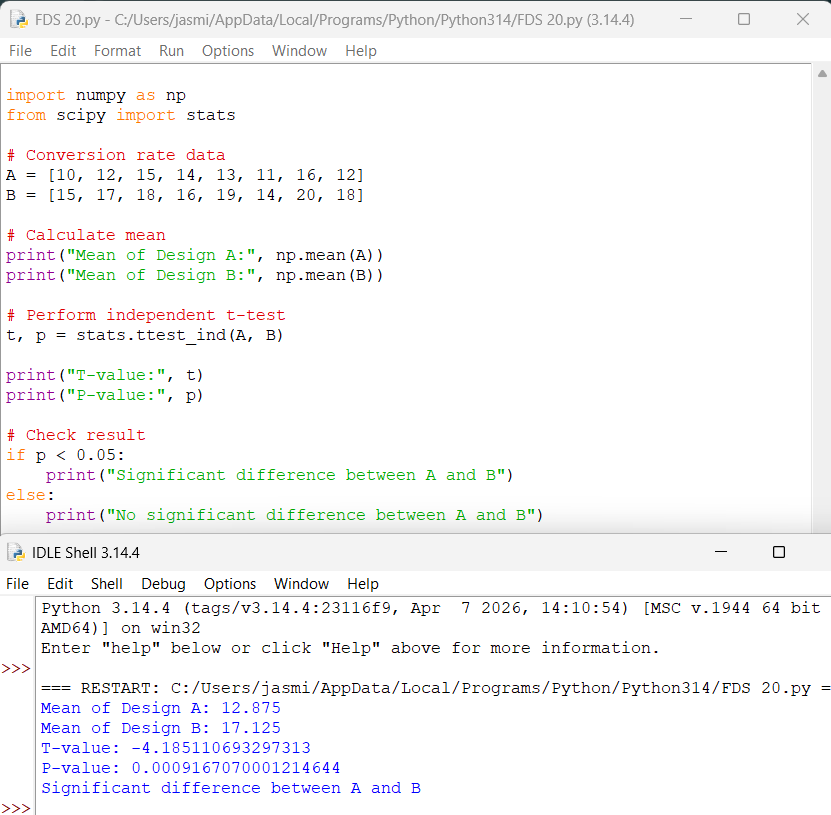 FDS 20.py - C:/Users/jasmi/AppData/Local/Programs/Python/Python314/FDS 20.py (3.14.4)
File Edit Format Run Options Window Help
import numpy as np
from scipy import stats
# Conversion rate data
A = [10, 12, 15, 14, 13, 11, 16, 12]
B = [15, 17, 18, 16, 19, 14, 20, 18]
# Calculate mean
print("Mean of Design A:", np.mean(A))
print("Mean of Design B:", np.mean(B))
# Perform independent t-test
t, p = stats.ttest_ind(A, B)
print("T-value:", t)
print("P-value:", p)
# Check result
if p < 0.05:
    print("Significant difference between A and B")
else:
    print("No significant difference between A and B")
IDLE Shell 3.14.4
File Edit Shell Debug Options Window Help
Python 3.14.4 (tags/v3.14.4:23116f9, Apr  7 2026, 14:10:54) [MSC v.1944 64 bit
AMD64)] on win32
Enter "help" below or click "Help" above for more information.
>>>
=== RESTART: C:/Users/jasmi/AppData/Local/Programs/Python/Python314/FDS 20.py =
Mean of Design A: 12.875
Mean of Design B: 17.125
T-value: -4.185110693297313
P-value: 0.0009167070001214644
Significant difference between A and B
>>>